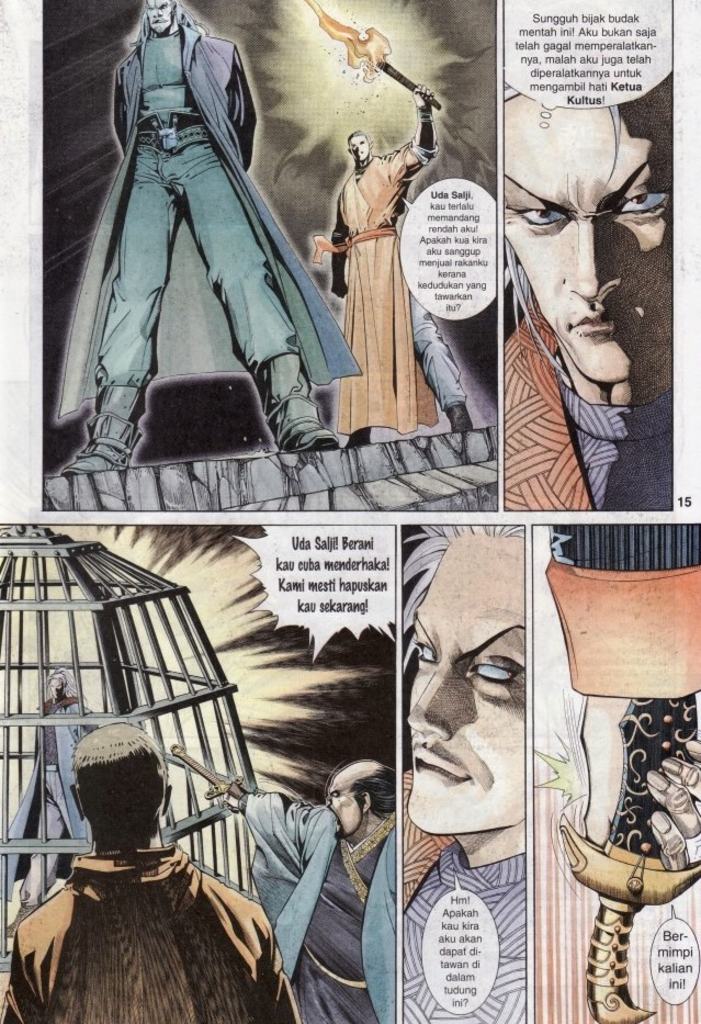 Sungguh bijak budak
mentah ini! Aku bukan saja
telah gagal memperalatkan-
nya, malah aku juga telah
diperalatkannya untuk
mengambil hati Ketua
Kultus!
Uda Salji,
kau terlalu
memandang
rendah aku!
Apakah kua kira
aku sanggup
menjual rakanku
kerana
kedudukan yang
tawarkan
itu?
15
Uda Salji! Berani
kau cuba menderhaka!
Kami mesti hapuskan
kau sekarang!
Hm!
Apakah
kau kira
aku akan
dapat di-
tawan di
dalam
tudung
ini?
Ber-
mimpi
kalian
ini!